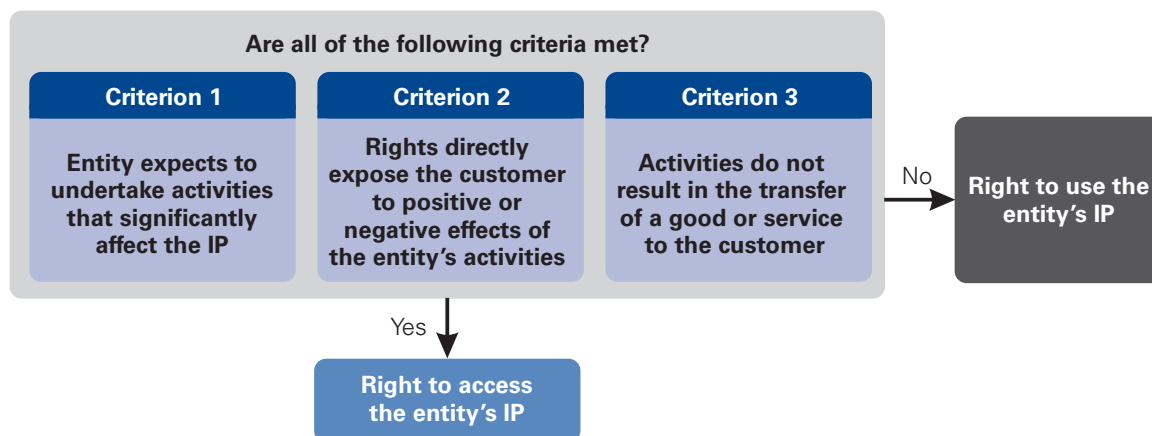 Are all of the following criteria met?
Criterion 1
Entity expects to
undertake activities
that significantly
affect the IP
Criterion 2
Rights directly
expose the customer
to positive or
negative effects of
the entity’s activities
Criterion 3
Activities do not
result in the transfer
of a good or service
to the customer
No
Right to use the
entity’s IP
Yes
Right to access
the entity’s IP